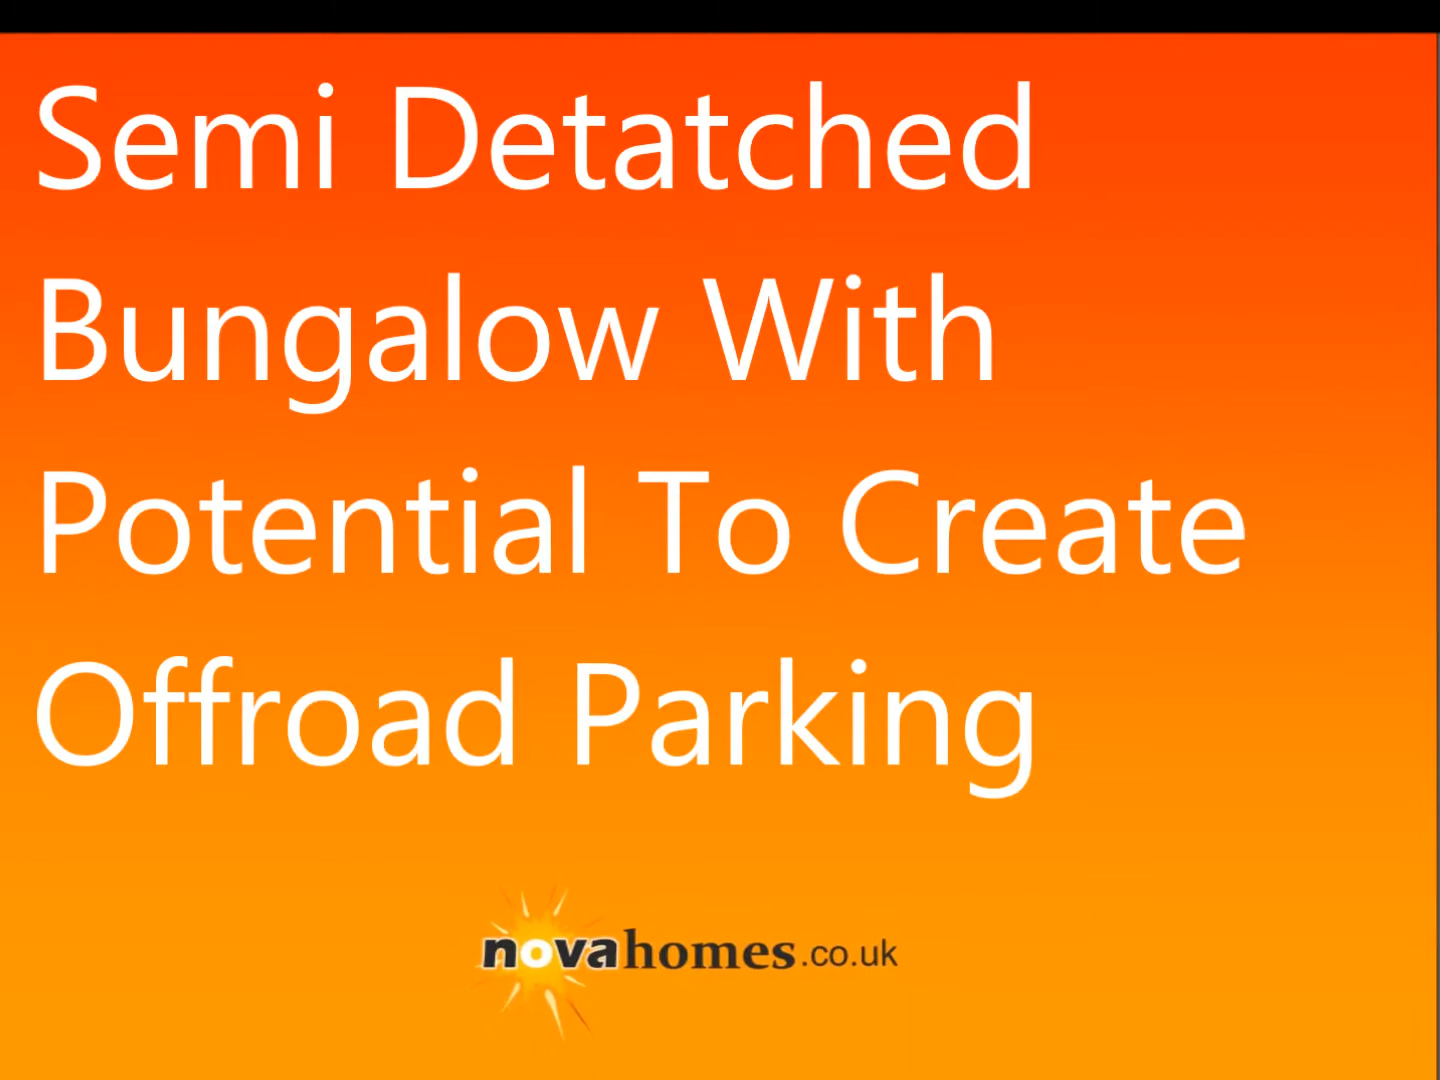 Semi Detatched
Bungalow With
Potential To Create
Offroad Parking
novahomes.co.uk